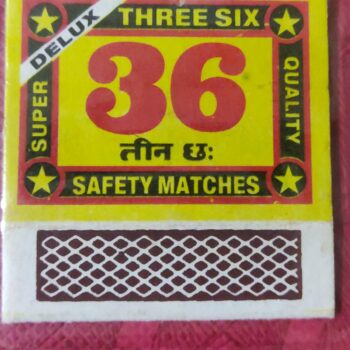 DELUX
THREE SIX
SUPER
36
QUALITY
तीन छः
SAFETY MATCHES